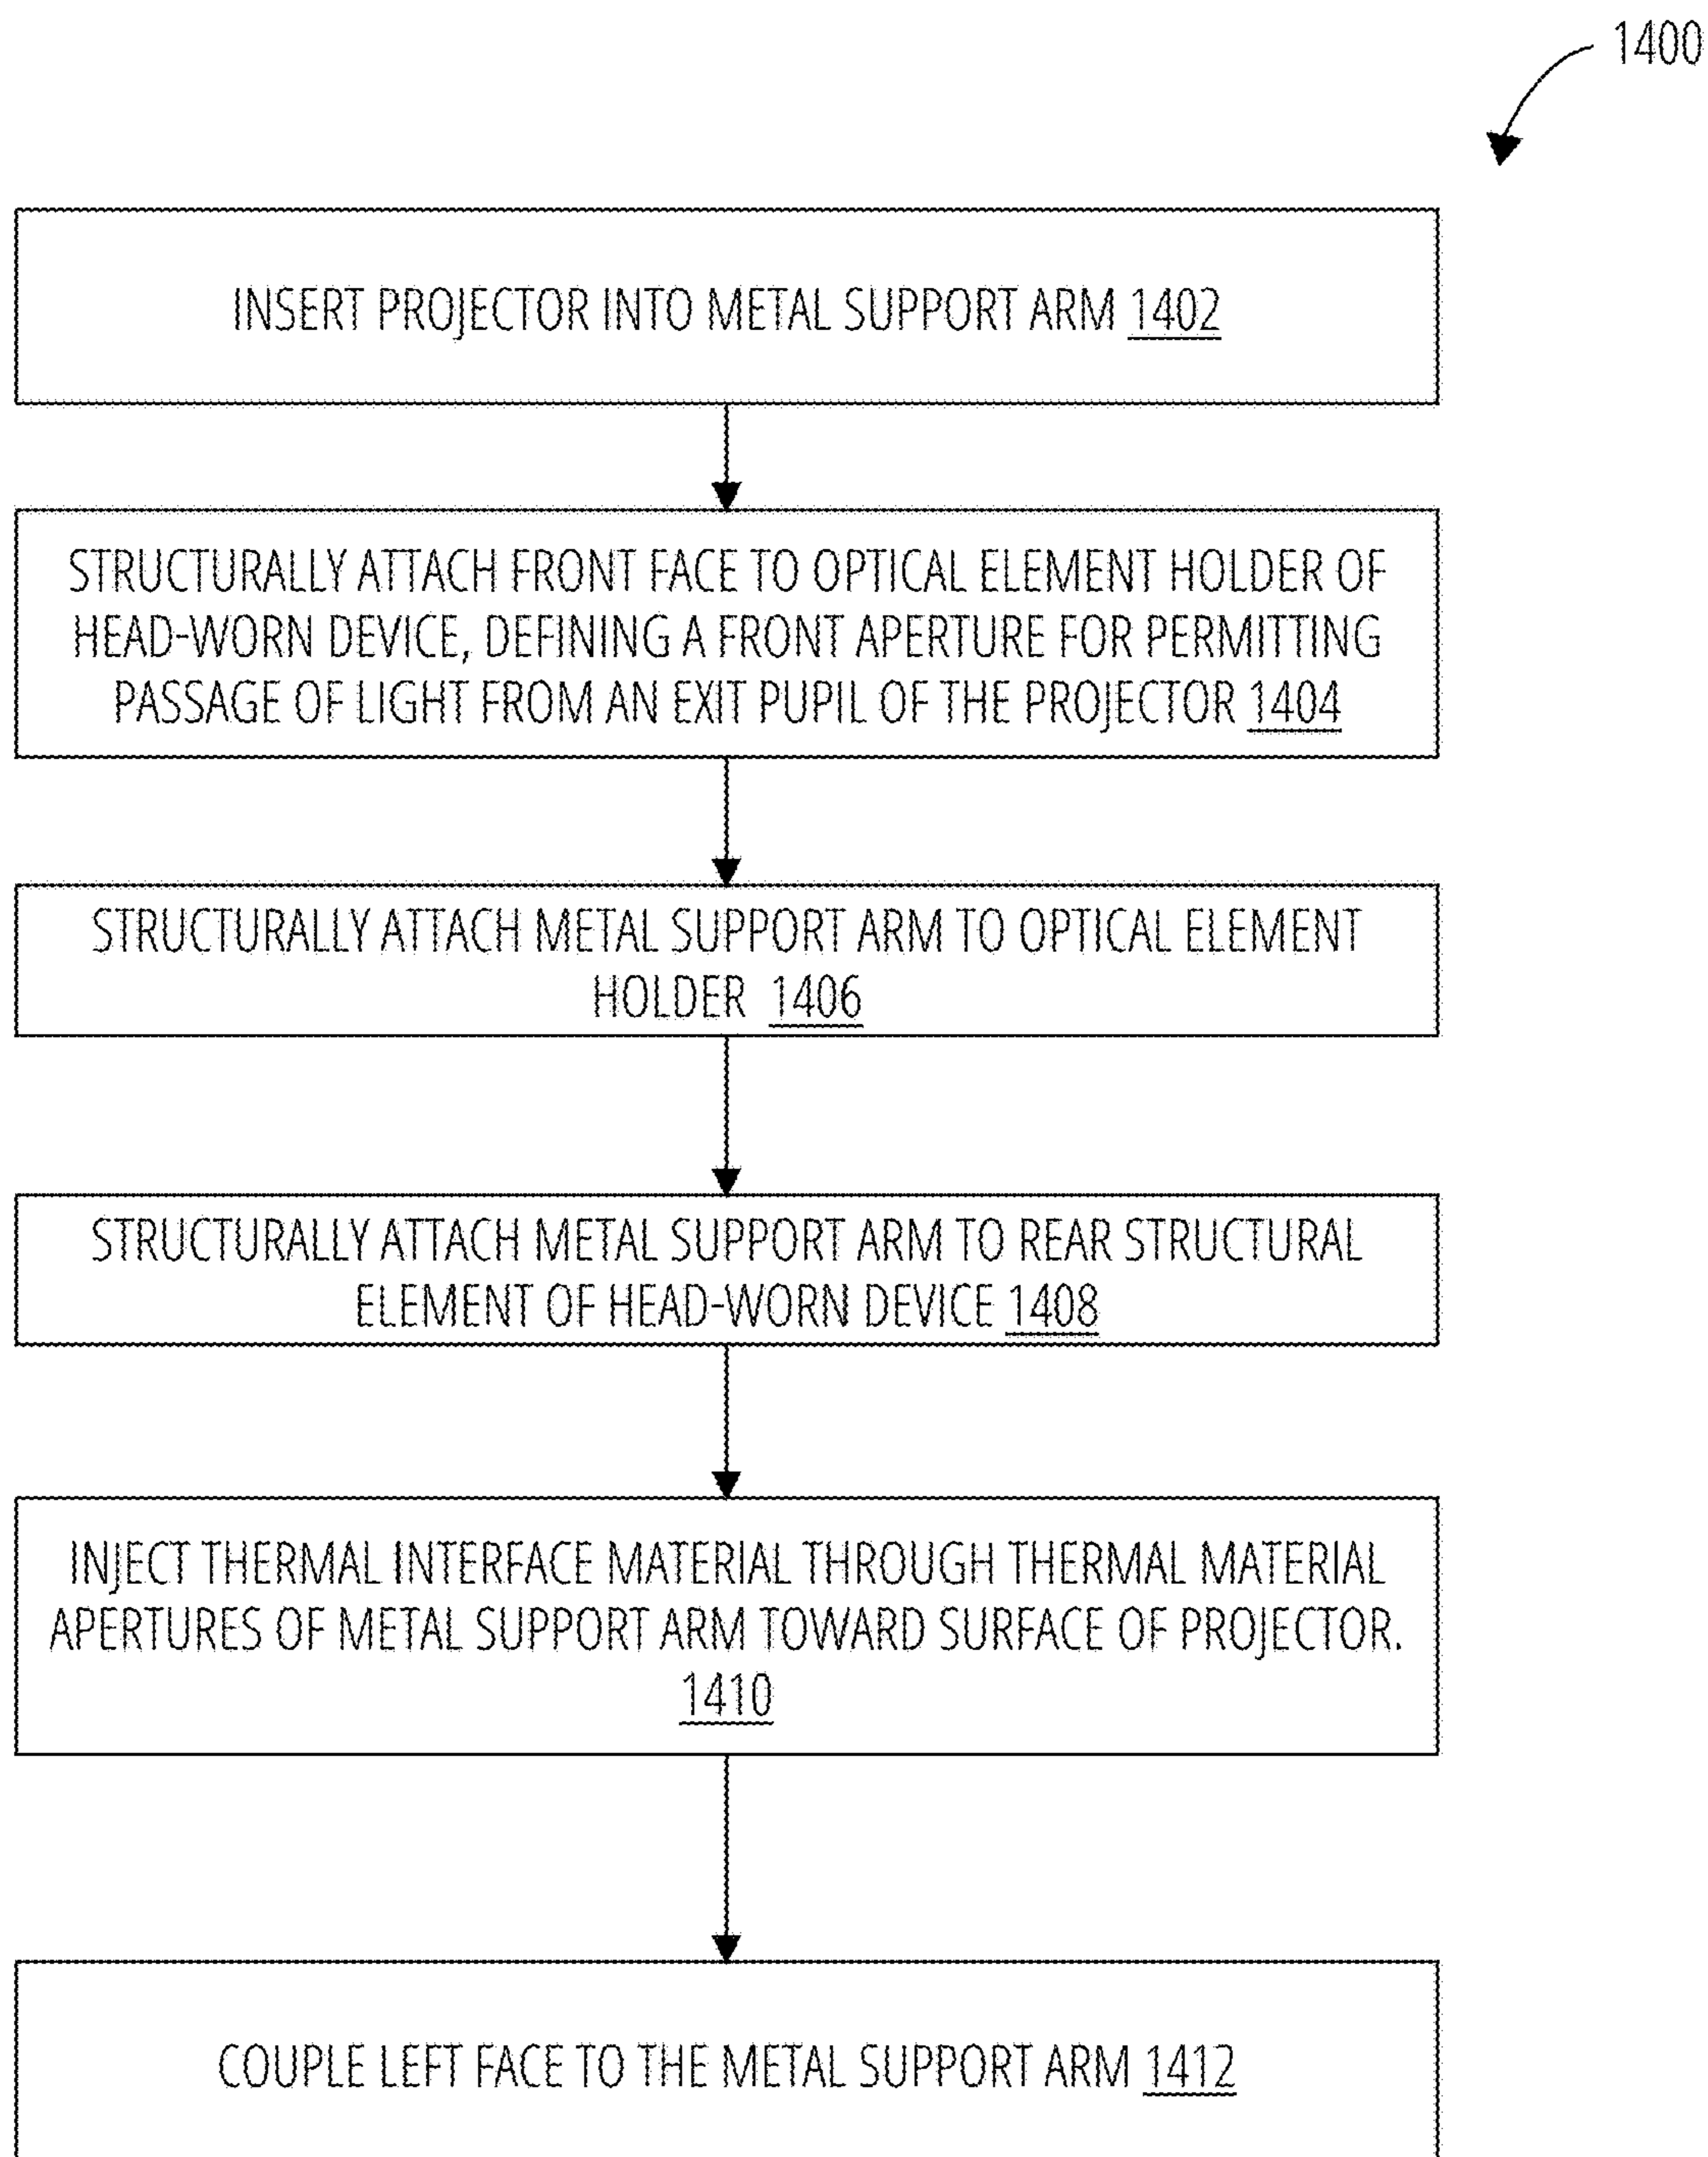 1400
INSERT PROJECTOR INTO METAL SUPPORT ARM 1402
STRUCTURALLY ATTACH FRONT FACE TO OPTICAL ELEMENT HOLDER OF
HEAD-WORN DEVICE, DEFINING A FRONT APERTURE FOR PERMITTING
PASSAGE OF LIGHT FROM AN EXIT PUPIL OF THE PROJECTOR 1404
STRUCTURALLY ATTACH METAL SUPPORT ARM TO OPTICAL ELEMENT
HOLDER 1406
STRUCTURALLY ATTACH METAL SUPPORT ARM TO REAR STRUCTURAL
ELEMENT OF HEAD-WORN DEVICE 1408
INJECT THERMAL INTERFACE MATERIAL THROUGH THERMAL MATERIAL
APERTURES OF METAL SUPPORT ARM TOWARD SURFACE OF PROJECTOR.
1410
COUPLE LEFT FACE TO THE METAL SUPPORT ARM 1412